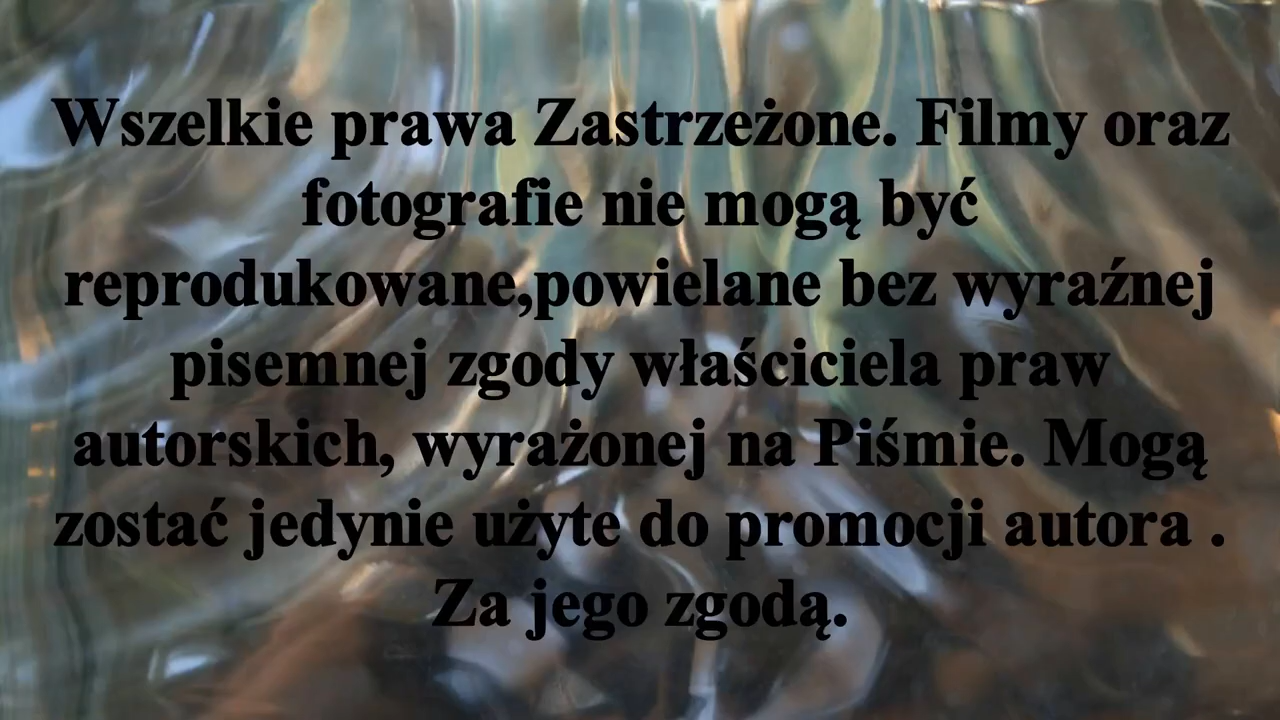 Wszelkie prawa Zastrzeżone. Filmy oraz
fotografie nie mogą być
reprodukowane,powielane bez wyraźnej
pisemnej zgody właściciela praw
autorskich, wyrażonej na Piśmie. Mogą
zostać jedynie użyte do promocji autora .
Za jego zgodą.